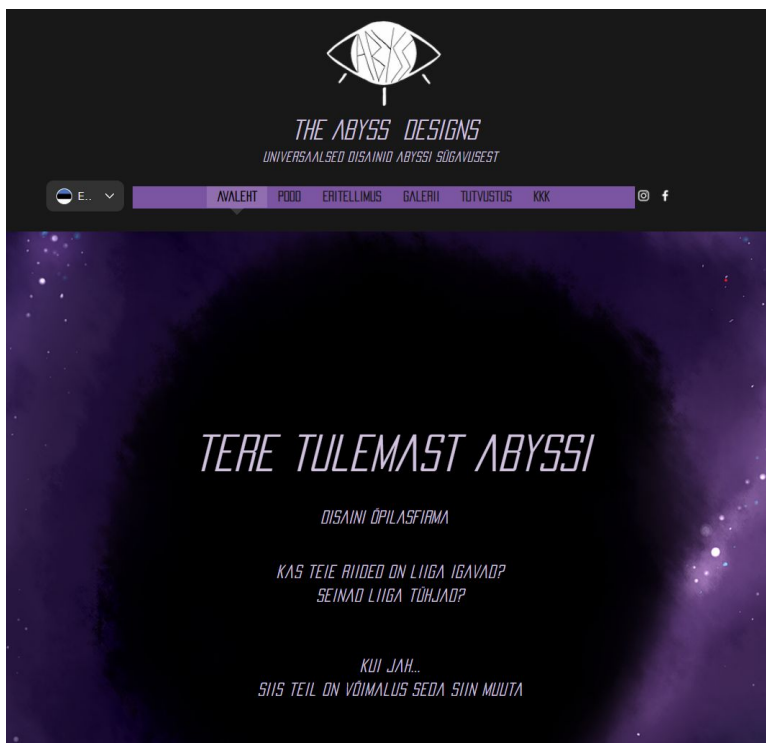 ABYSS
THE ABYSS DESIGNS
UNIVERSAALSED DISAINID ABYSSI SÜGAVUSEST
E..
AVALEHT POOD ERITELLIMUS GALERII TUTVUSTUS KKK
TERE TULEMAST ABYSSI
DISAINI ÕPILASFIRMA
KAS TEIE RIIDED ON LIIGA IGAVAD?
SEINAD LIIGA TÜHJAD?
KUI JAH...
SIIS TEIL ON VÕIMALUS SEDA SIIN MUUTA